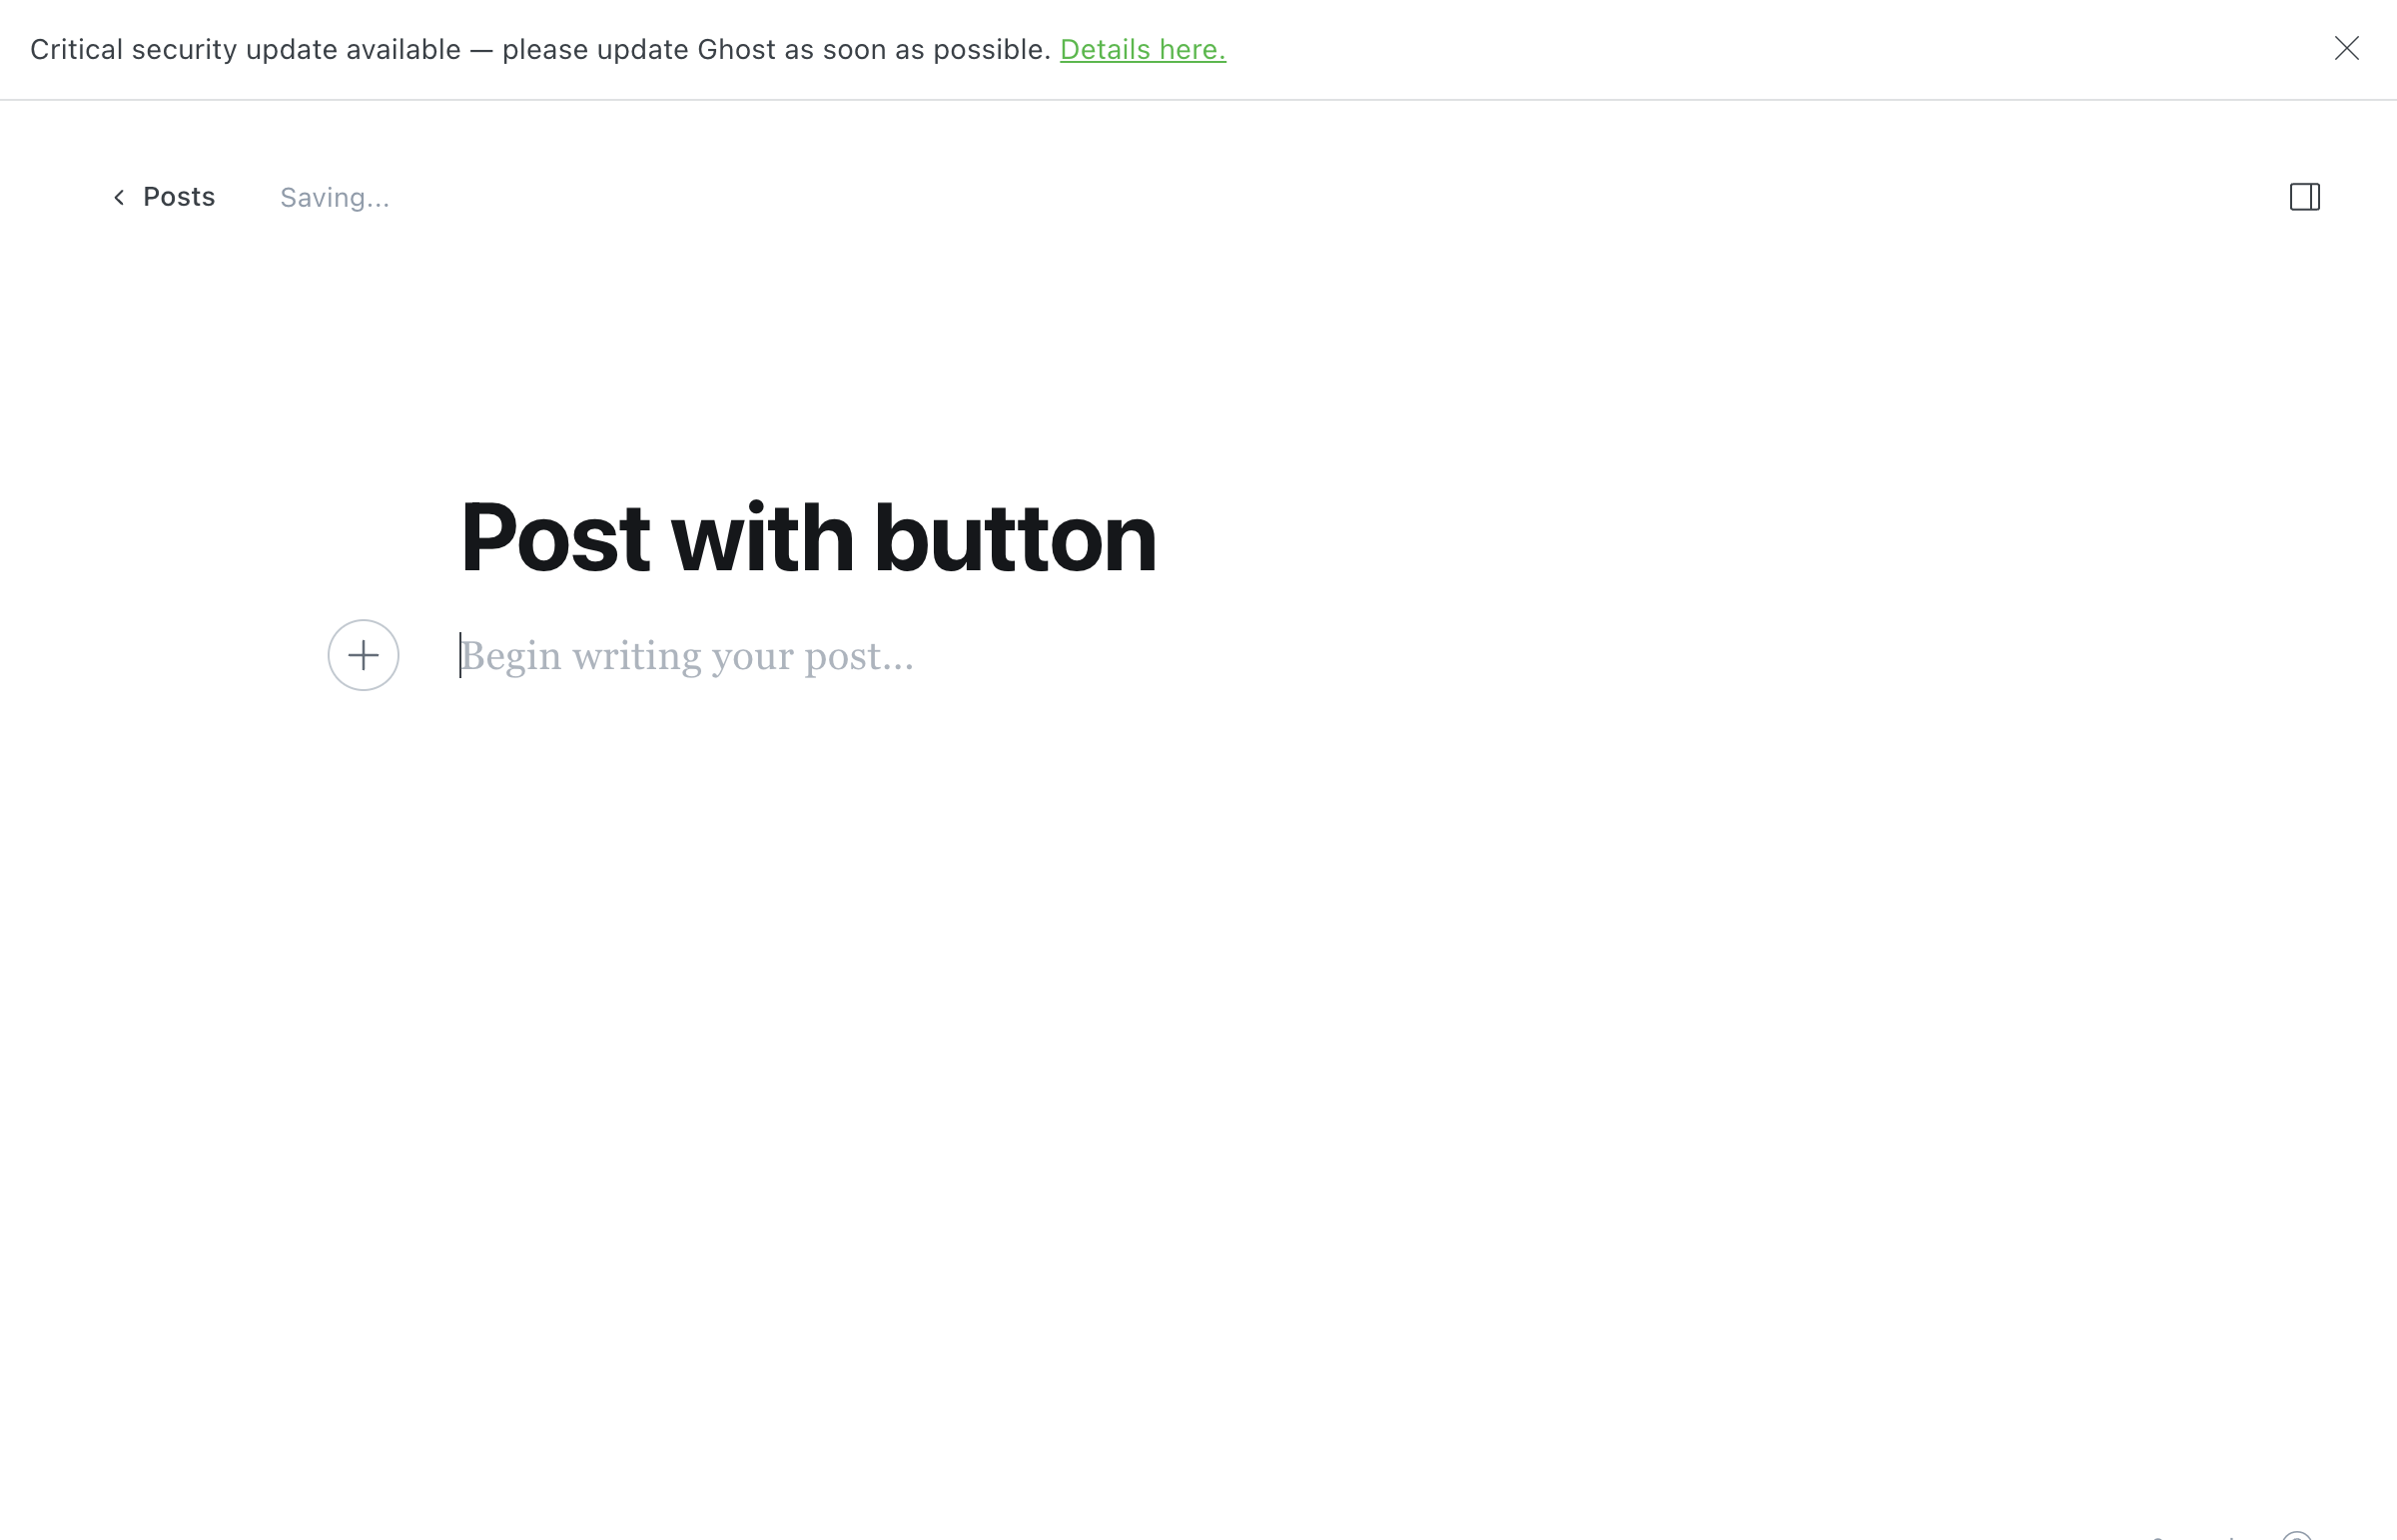 Critical security update available — please update Ghost as soon as possible. Details here.
Posts Saving...
Post with button
Begin writing your post...